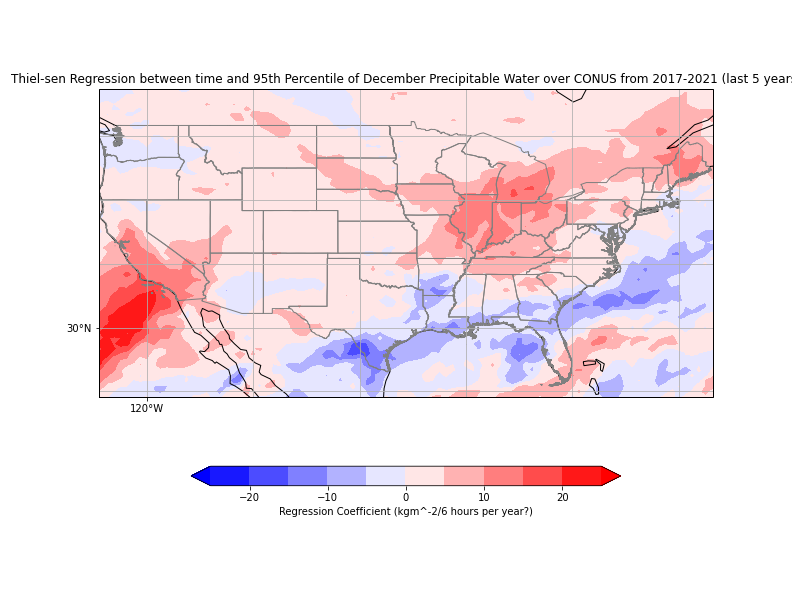 Thiel-sen Regression between time and 95th Percentile of December Precipitable Water over CONUS from 2017-2021 (last 5 year
30°N
120°W
−20 −10 0 10 20
Regression Coefficient (kgm^-2/6 hours per year?)